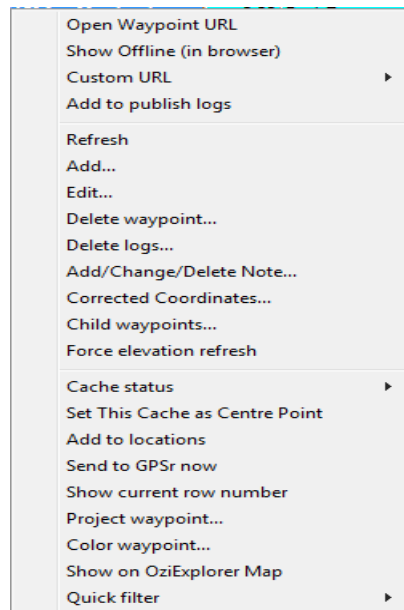 Open Waypoint URL
Show Offline (in browser)
Custom URL
Add to publish logs
Refresh
Add...
Edit...
Delete waypoint...
Delete logs...
Add/Change/Delete Note...
Corrected Coordinates...
Child waypoints...
Force elevation refresh
Cache status
Set This Cache as Centre Point
Add to locations
Send to GPSr now
Show current row number
Project waypoint...
Color waypoint...
Show on OziExplorer Map
Quick filter